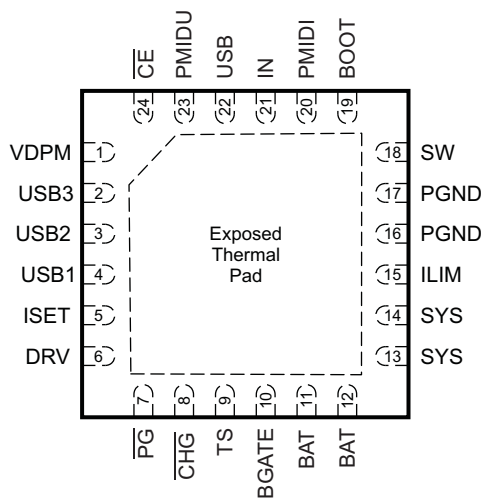 CE
PMIDU
USB
IN
PMIDI
BOOT
24
23
22
21
20
19
VDPM 1
USB3 2
USB2 3
USB1 4
ISET 5
DRV 6
18 SW
17 PGND
16 PGND
15 ILIM
14 SYS
13 SYS
Exposed
Thermal
Pad
7
8
9
10
11
12
PG
CHG
TS
BGATE
BAT
BAT